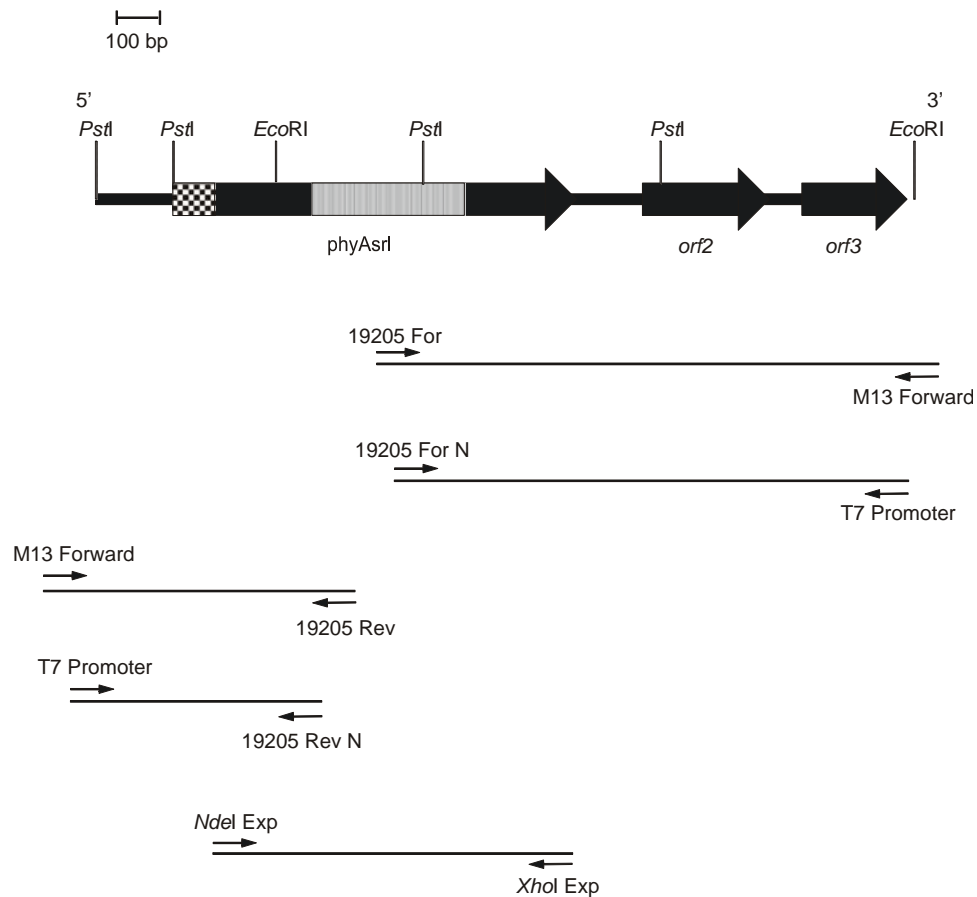 100 bp
5’ 3’
PstI PstI EcoRI PstI PstI EcoRI
phyAsrI orf2 orf3
19205 For
M13 Forward
19205 For N
T7 Promoter
M13 Forward
19205 Rev
T7 Promoter
19205 Rev N
NdeI Exp
XhoI Exp